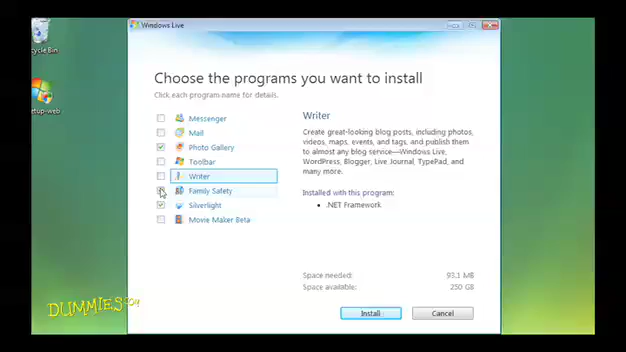 Windows Live
Choose the programs you want to install
Click each program name for details.
Messenger
Mail
Photo Gallery
Toolbar
Writer
Family Safety
Silverlight
Movie Maker Beta
Writer
Create great-looking blog posts, including photos,
videos, maps, events, and tags, and publish them
to almost any blog service—Windows Live,
WordPress, Blogger, Live Journal, TypePad, and
many more.
Installed with this program:
• .NET Framework
Space needed: 93.1 MB
Space available: 250 GB
Install
Cancel
cycle Bin
etup-web
DUMMIES